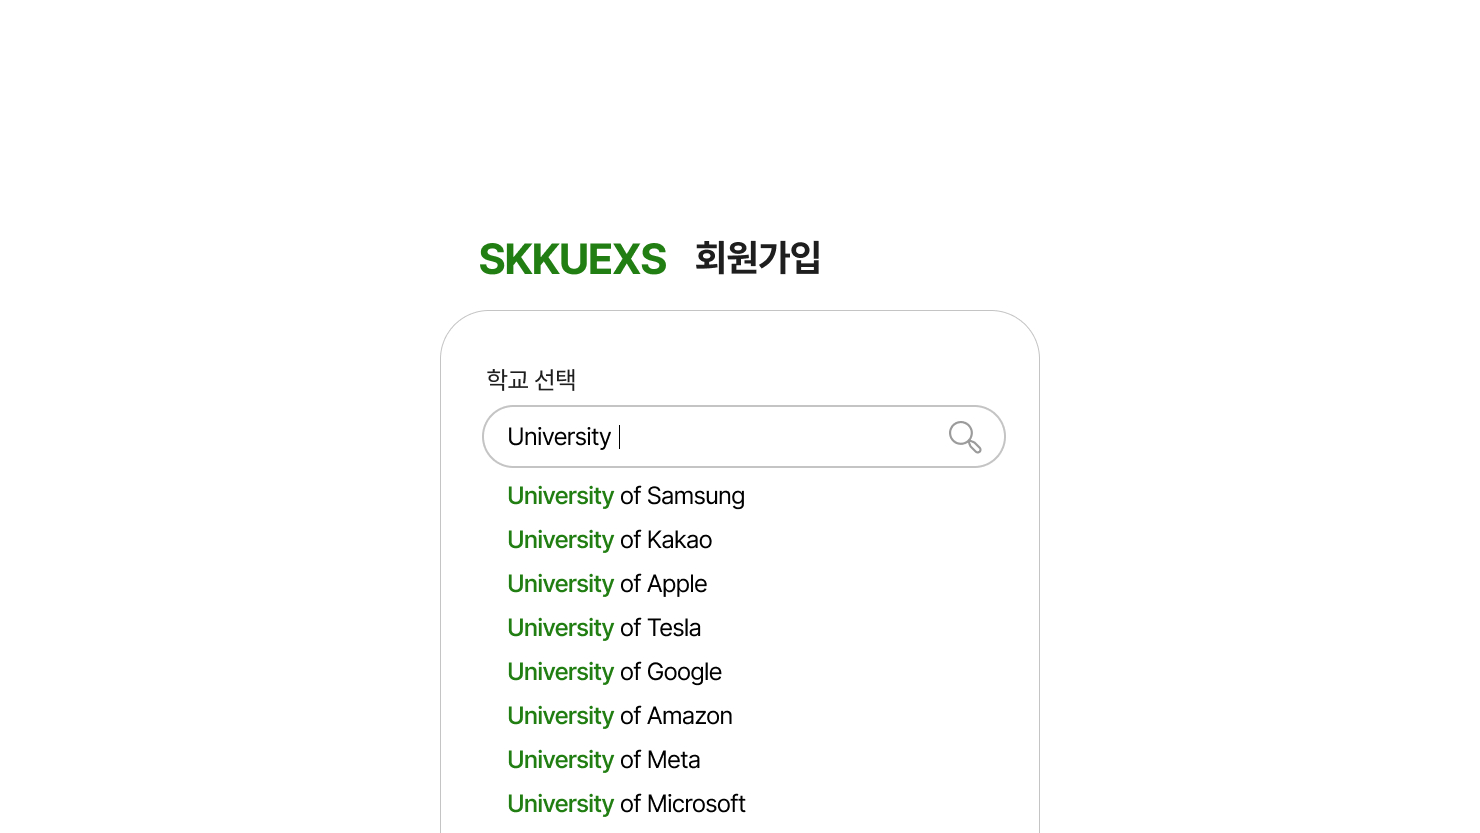 SKKUEXS 회원가입
학교 선택
University
University of Samsung
University of Kakao
University of Apple
University of Tesla
University of Google
University of Amazon
University of Meta
University of Microsoft